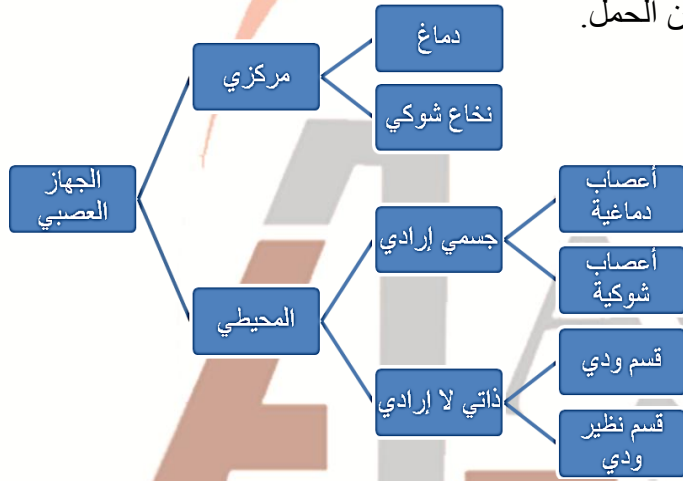 ن الحمل.
دماغ
مركزي
نخاع شوكي
الجهاز
العصبي
أعصاب
دماغية
جسمي إرادي
أعصاب
شوكية
المحيطي
قسم ودي
ذاتي لا إرادي
قسم نظير
ودي